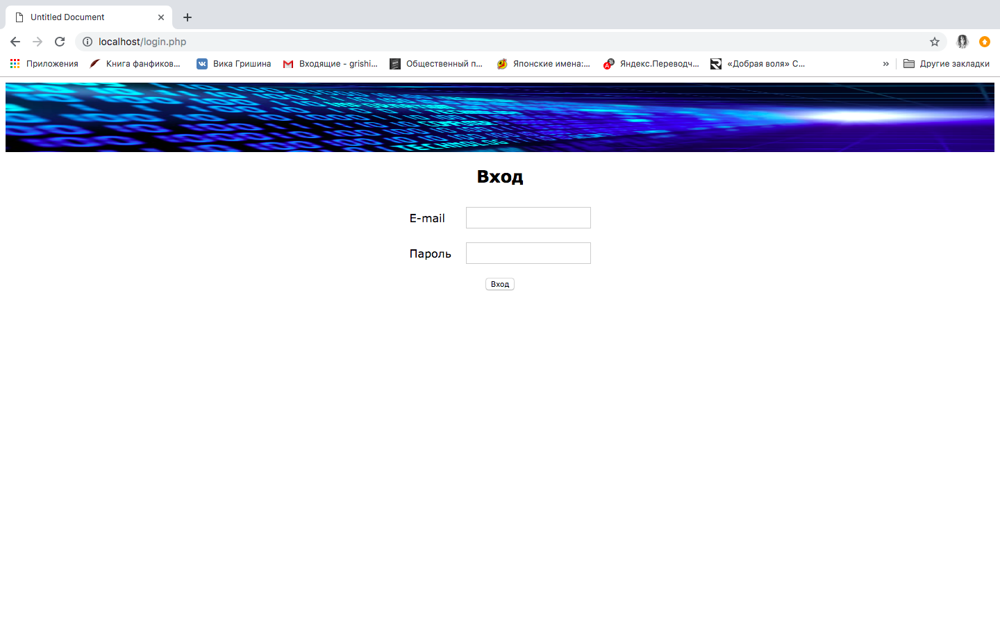 Untitled Document
localhost/login.php
Приложения Книга фанфиков... Вика Гришина Входящие - grishi... Общественный п... Японские имена:... Яндекс.Переводч... «Добрая воля» С... » Другие закладки
TECHNOLOG
Вход
E-mail
Пароль
Вход